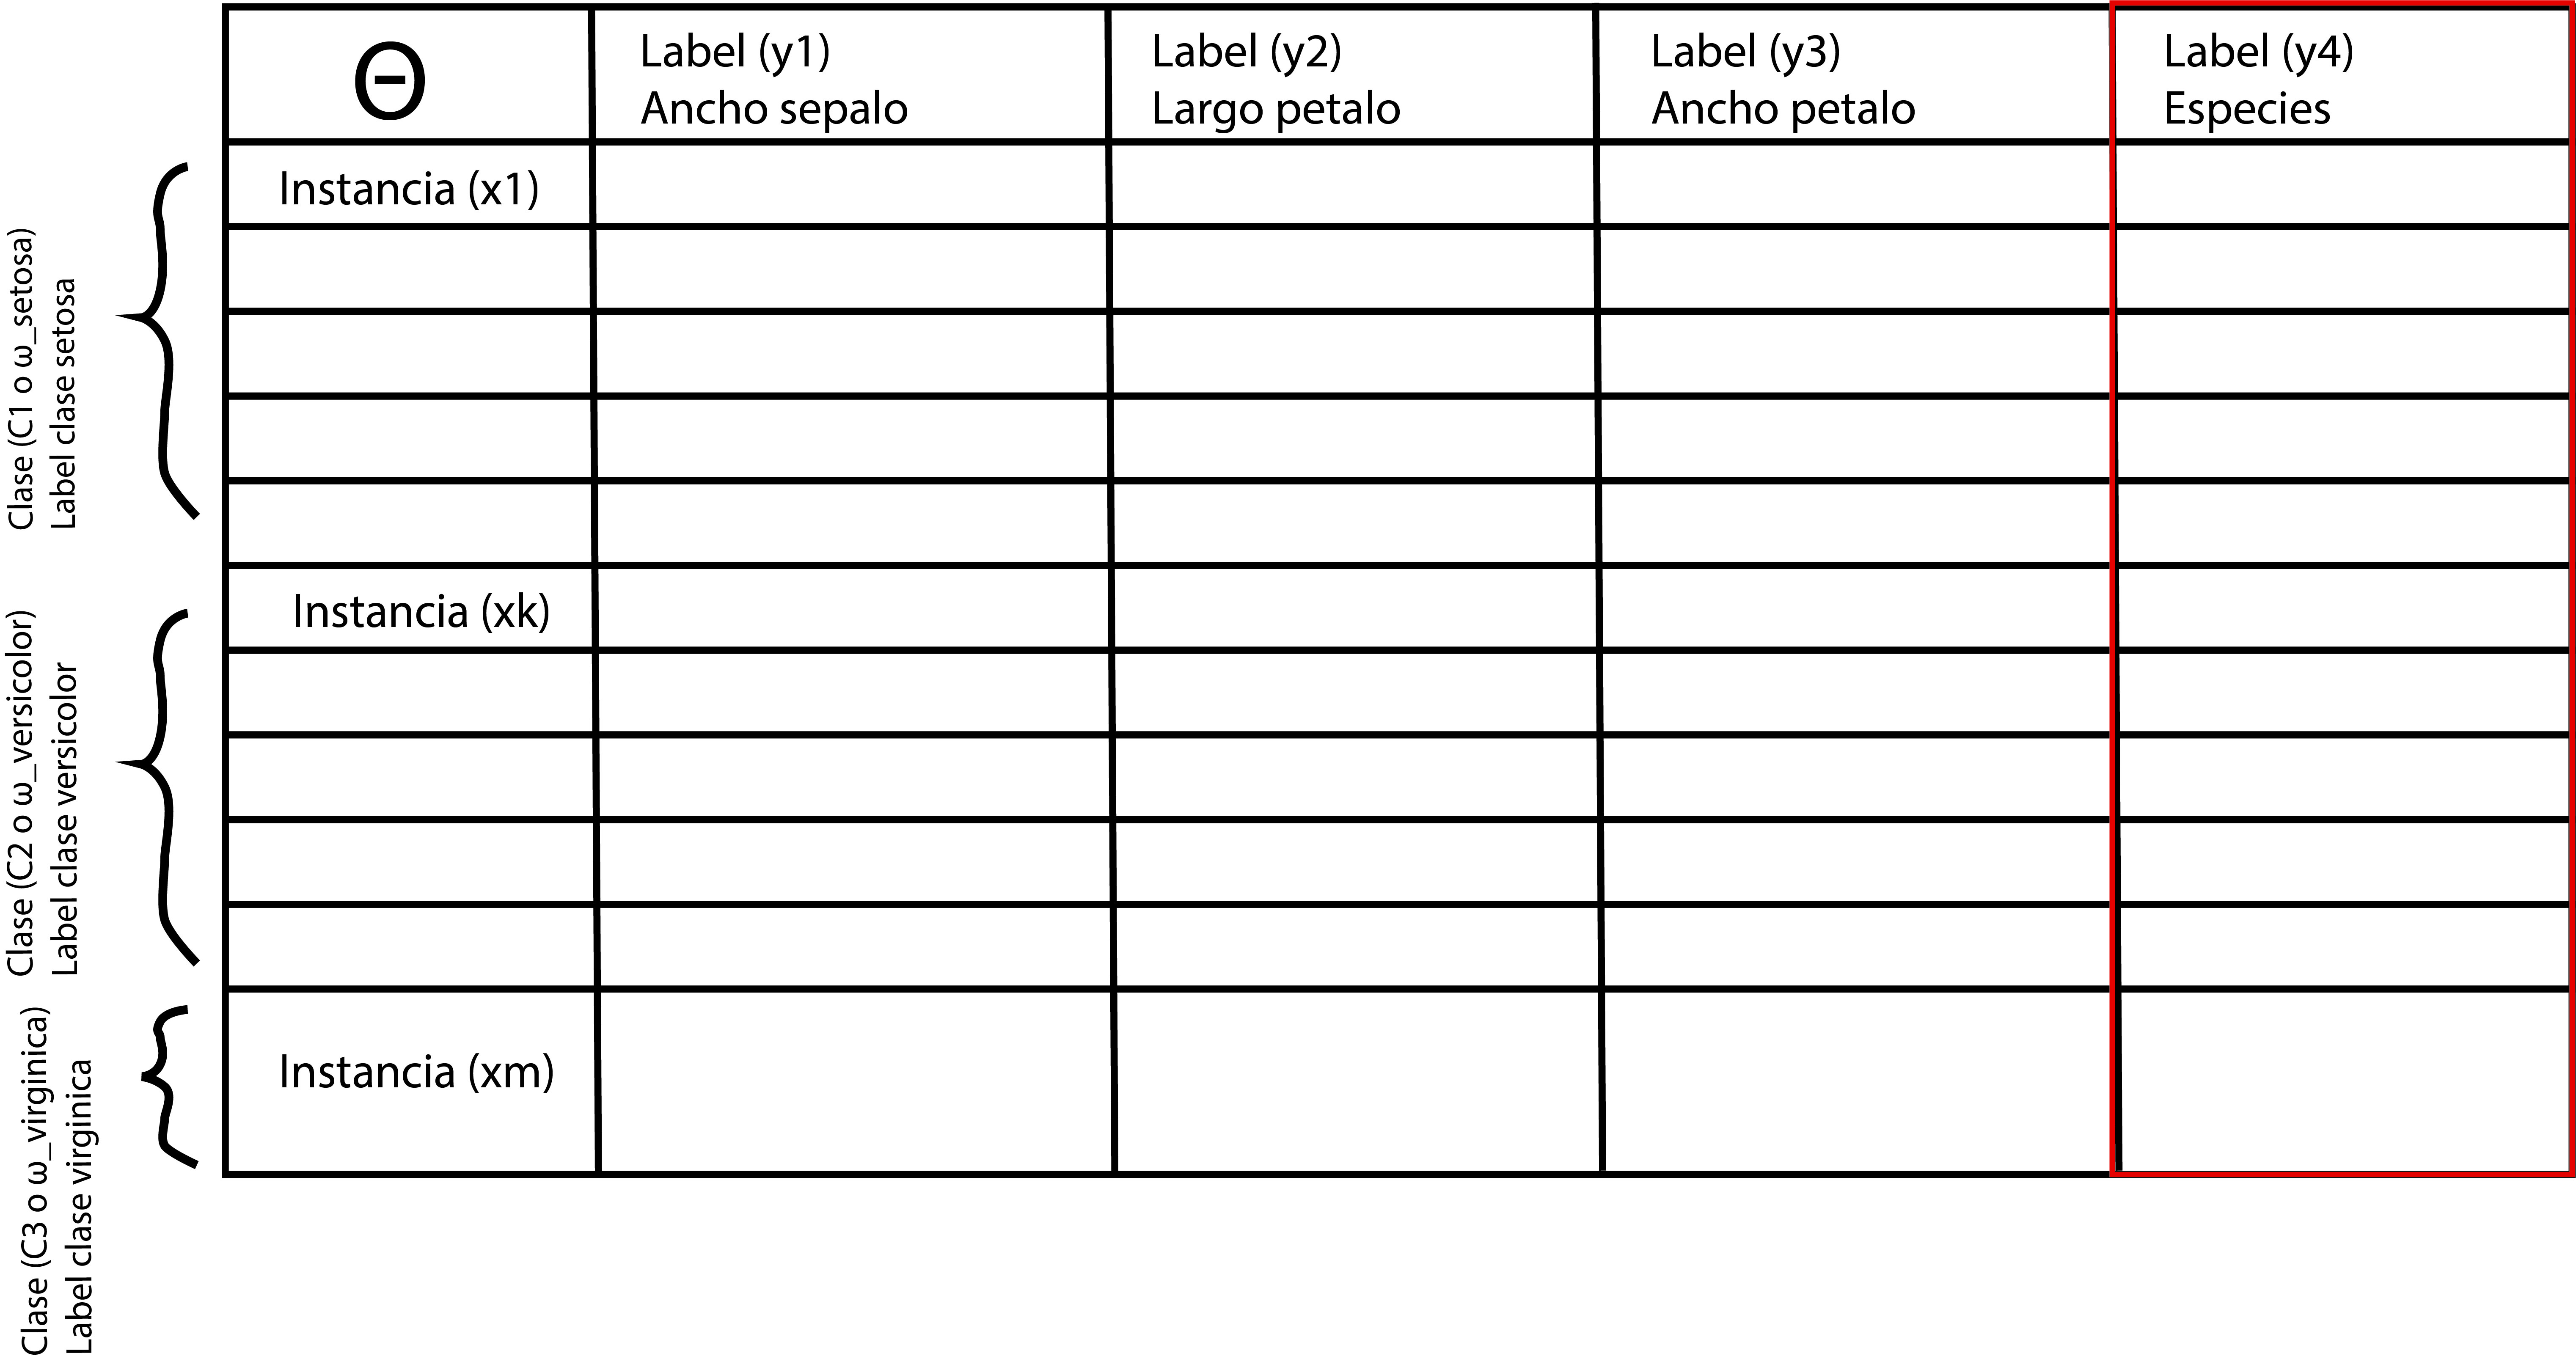 Θ
Label (y1)
Ancho sepalo
Label (y2)
Largo petalo
Label (y3)
Ancho petalo
Label (y4)
Especies
Clase (C1 o ω_setosa)
Label clase setosa
Instancia (x1)
Clase (C2 o ω_versicolor)
Label clase versicolor
Instancia (xk)
Clase (C3 o ω_virginica)
Label clase virginica
Instancia (xm)